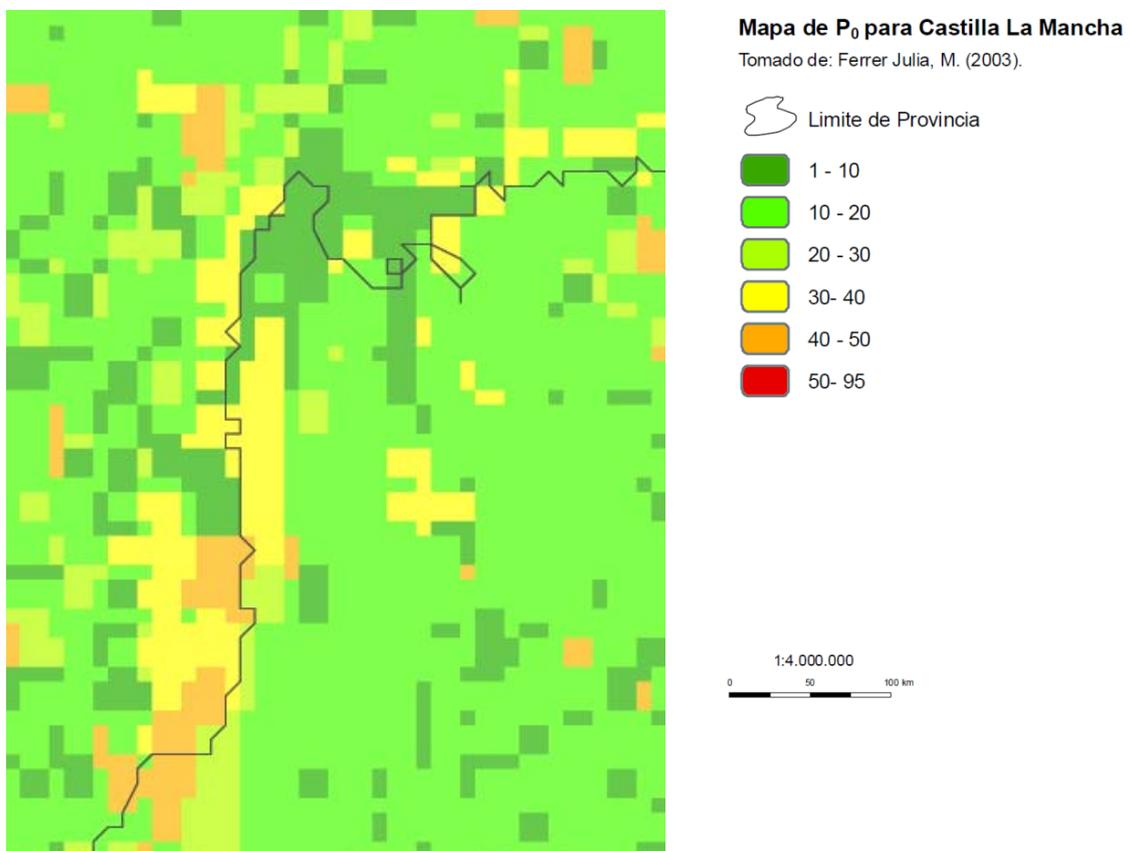 Mapa de P₀ para Castilla La Mancha
Tomado de: Ferrer Julia, M. (2003).
Limite de Provincia
1 - 10
10 - 20
20 - 30
30- 40
40 - 50
50- 95
1:4.000.000
0 50 100 km